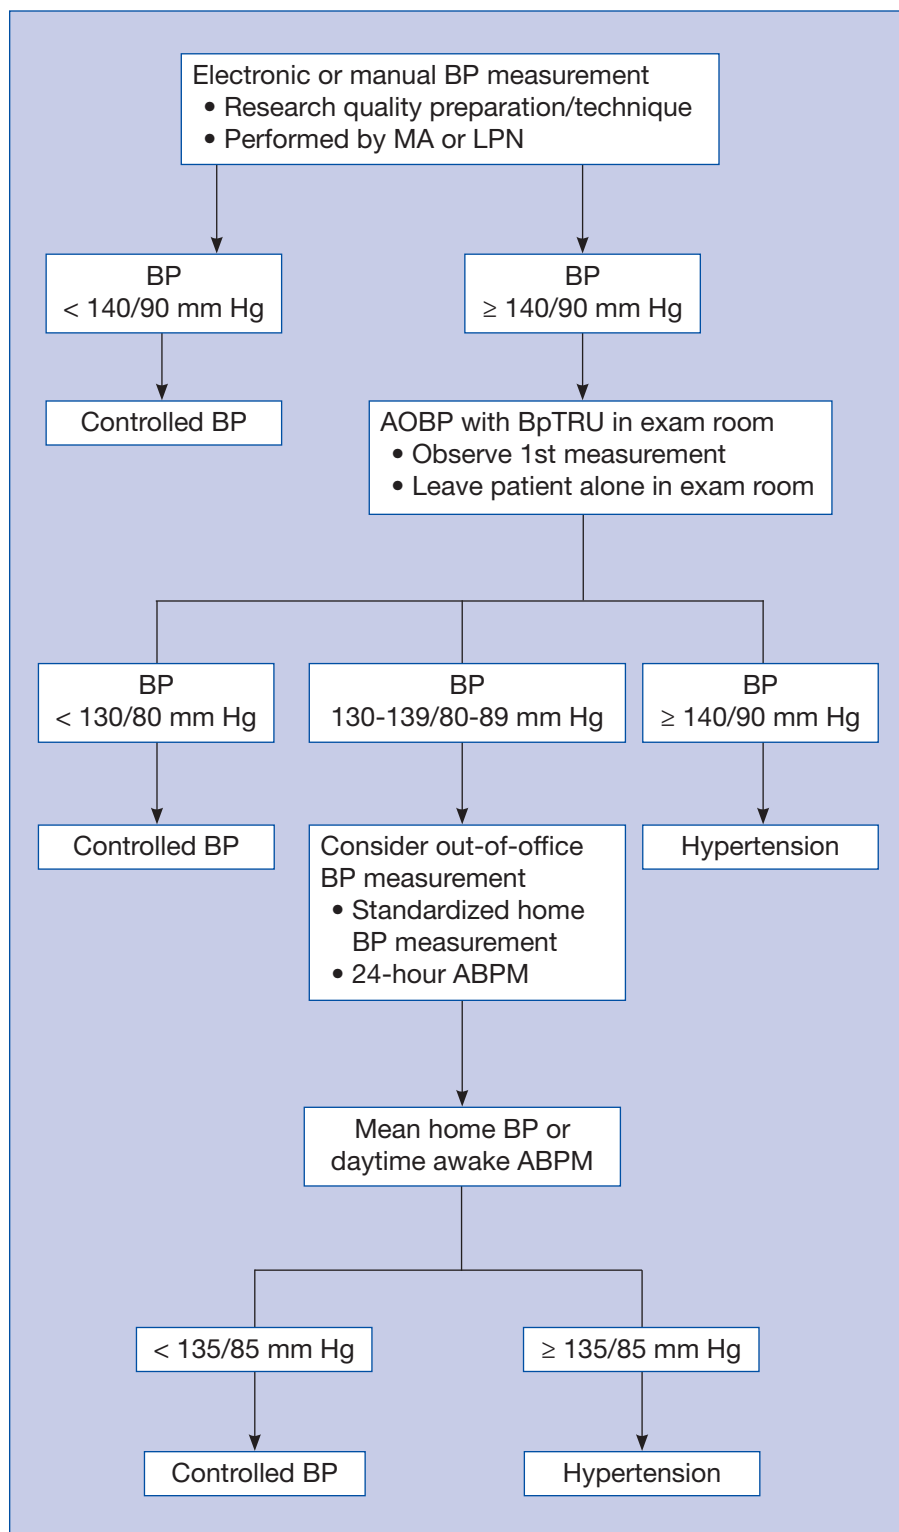 Electronic or manual BP measurement
• Research quality preparation/technique
• Performed by MA or LPN
BP
< 140/90 mm Hg
BP
≥ 140/90 mm Hg
Controlled BP
AOBP with BpTRU in exam room
• Observe 1st measurement
• Leave patient alone in exam room
BP
< 130/80 mm Hg
BP
130-139/80-89 mm Hg
BP
≥ 140/90 mm Hg
Controlled BP
Consider out-of-office
BP measurement
• Standardized home
BP measurement
• 24-hour ABPM
Hypertension
Mean home BP or
daytime awake ABPM
< 135/85 mm Hg
≥ 135/85 mm Hg
Controlled BP
Hypertension